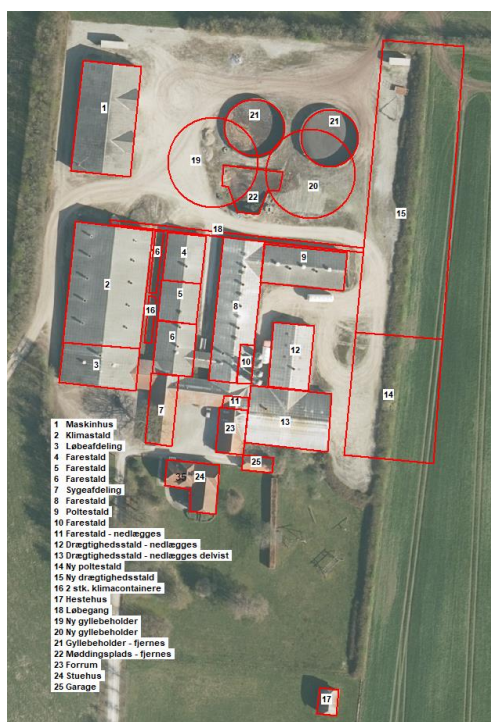 21
21
1
19
20
22
15
18
6
4
9
2
5
8
16
6
10
12
3
14
7
11
23
13
25
24
1 Maskinhus
2 Klimastald
3 Løbeafdeling
4 Farestald
5 Farestald
6 Farestald
7 Sygeafdeling
8 Farestald
9 Poltestald
10 Farestald
11 Farestald - nedlægges
12 Drægtighedsstald - nedlægges
13 Drægtighedsstald - nedlægges delvist
14 Ny poltestald
15 Ny drægtighedsstald
16 2 stk. klimacontainere
17 Hestehus
18 Løbegang
19 Ny gyllebeholder
20 Ny gyllebeholder
21 Gyllebeholder - fjernes
22 Møddingsplads - fjernes
23 Forrum
24 Stuehus
25 Garage
17